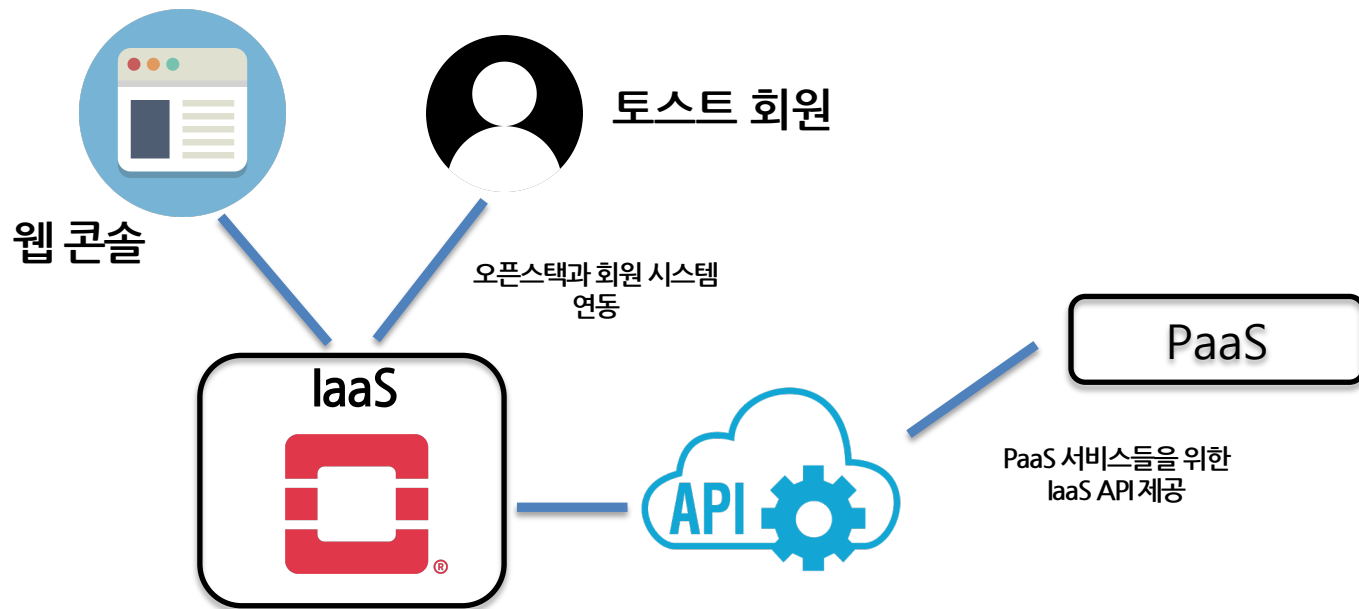 토스트 회원
웹 콘솔
오픈스택과 회원 시스템
연동
IaaS
®
API
PaaS
PaaS 서비스들을 위한
IaaS API 제공